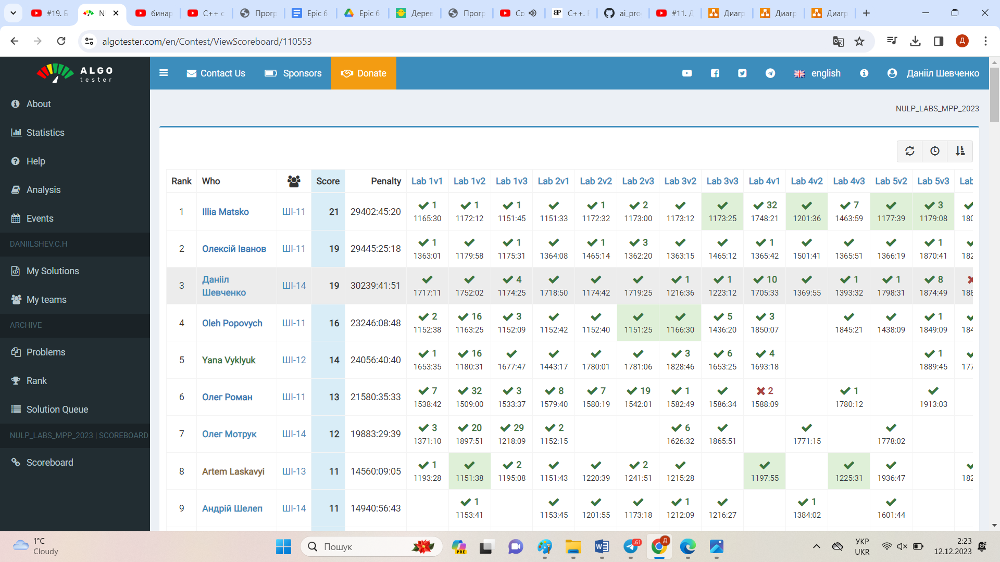 #19. Б
N
бинар
C++ с
Прогр
Epic 6
Epic 6
Дерев
Прогр
Co
C++. F
ai_pro
#11. Д
Диагр
Диагр
Диагр
algotester.com/en/Contest/ViewScoreboard/110553
Д
ALGO
tester
Contact Us
Sponsors
Donate
english
Данііл Шевченко
About
Statistics
Help
Analysis
Events
DANIILSHEV.C.H
My Solutions
My teams
ARCHIVE
Problems
Rank
Solution Queue
NULP_LABS_MPP_2023 | SCOREBOARD
Scoreboard
NULP_LABS_MPP_2023
Rank Who Score Penalty Lab 1v1 Lab 1v2 Lab 1v3 Lab 2v1 Lab 2v2 Lab 2v3 Lab 3v2 Lab 3v3 Lab 4v1 Lab 4v2 Lab 4v3 Lab 5v2 Lab 5v3 Lab
1 1 1 1 2 32 7 3
1 Illia Matsko ШІ-11 21 29402:45:20
1165:30 1172:12 1151:45 1151:33 1172:32 1173:00 1173:12 1173:25 1748:21 1201:36 1463:59 1177:39 1179:08 180
1 1 1 3 1 1
2 Олексій Іванов ШІ-11 19 29445:25:18
1363:01 1179:58 1175:31 1364:08 1465:14 1362:20 1363:15 1465:12 1365:42 1501:41 1365:51 1366:19 1870:41 182
4 1 1 10 1 1 8
3 Данііл Шевченко ШІ-14 19 30239:41:51
1717:11 1752:02 1174:25 1718:50 1174:42 1719:25 1216:36 1223:12 1705:33 1369:55 1393:32 1798:31 1874:49 188
2 16 3 5 3 1
4 Oleh Popovych ШІ-11 16 23246:08:48
1152:38 1163:25 1152:09 1152:42 1152:40 1151:25 1166:30 1436:20 1850:07 1845:21 1438:09 1849:09 184
1 16 3 6 4 1
5 Yana Vyklyuk ШІ-12 14 24056:40:40
1653:35 1180:31 1677:47 1443:17 1780:01 1781:06 1828:46 1653:25 1693:18 1889:45 177
7 32 3 8 7 19 1 2 1
6 Олег Роман ШІ-11 13 21580:35:33
1538:42 1509:00 1533:37 1579:40 1580:19 1542:01 1582:49 1586:34 1588:09 1780:12 1913:03
3 20 29 2 6
7 Олег Мотрук ШІ-14 12 19883:29:39
1371:10 1897:51 1218:09 1152:15 1626:32 1865:51 1771:15 1778:02
1 2 2
8 Artem Laskavyi ШІ-13 11 14560:09:05
1193:28 1151:38 1195:08 1151:43 1220:39 1241:51 1215:28 1197:55 1225:31 1936:47 182
1 1 1
9 Андрій Шелеп ШІ-14 11 14940:56:43
1153:41 1153:45 1201:55 1173:18 1212:09 1216:27 1384:02 1601:44
1°C
Cloudy
Пошук
PRE
.61
Д
УКР
UKR
2:23
12.12.2023